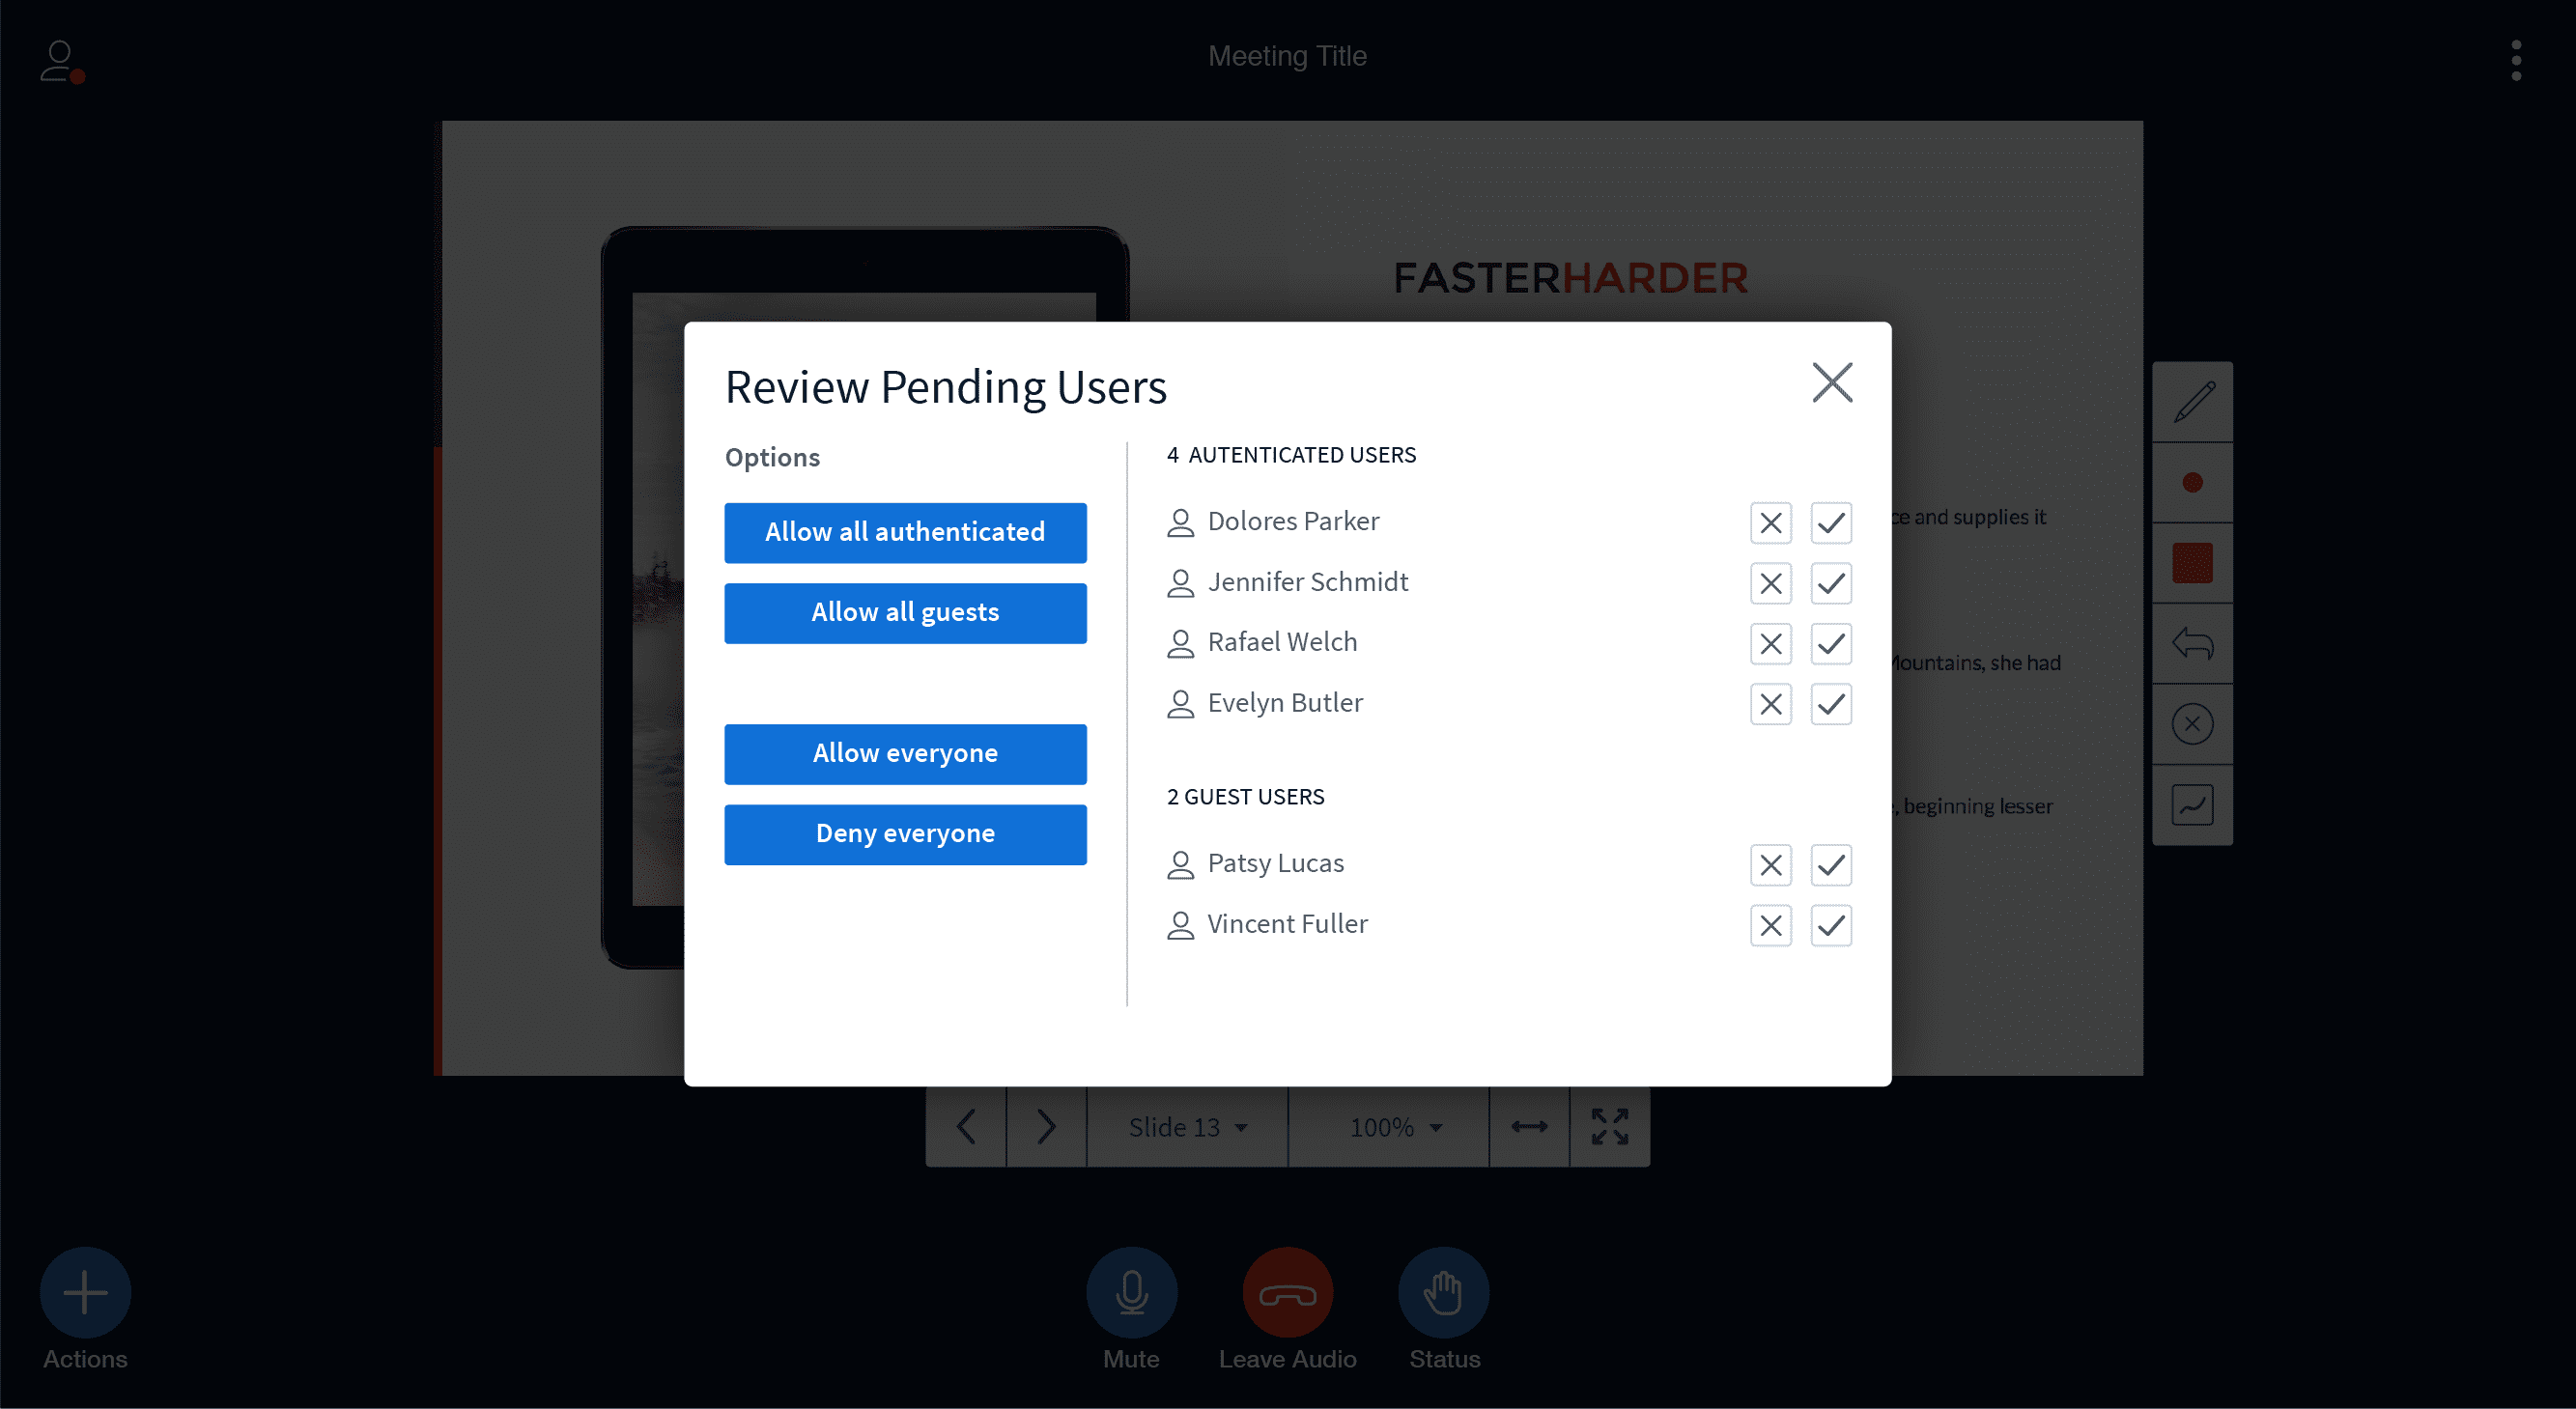 Meeting Title
FASTERHARDER
Review Pending Users
Options
Allow all authenticated
Allow all guests
Allow everyone
Deny everyone
4 AUTENTICATED USERS
Dolores Parker
Jennifer Schmidt
Rafael Welch
Evelyn Butler
2 GUEST USERS
Patsy Lucas
Vincent Fuller
and supplies it
she had
beginning lesser
Slide 13
100%
Actions
Mute
Leave Audio
Status